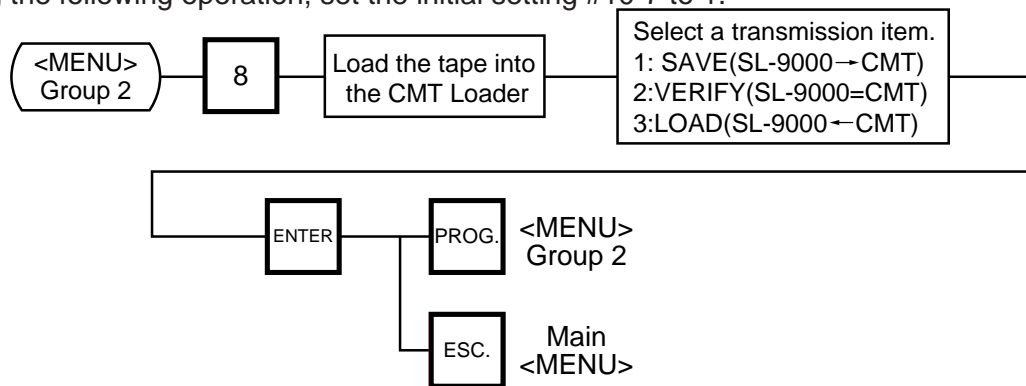 the following operation, set the initial setting #10-7 to 1.
<MENU>
Group 2
8
Load the tape into
the CMT Loader
Select a transmission item.
1: SAVE(SL-9000→CMT)
2:VERIFY(SL-9000=CMT)
3:LOAD(SL-9000←CMT)
ENTER
PROG.
<MENU>
Group 2
ESC.
Main
<MENU>